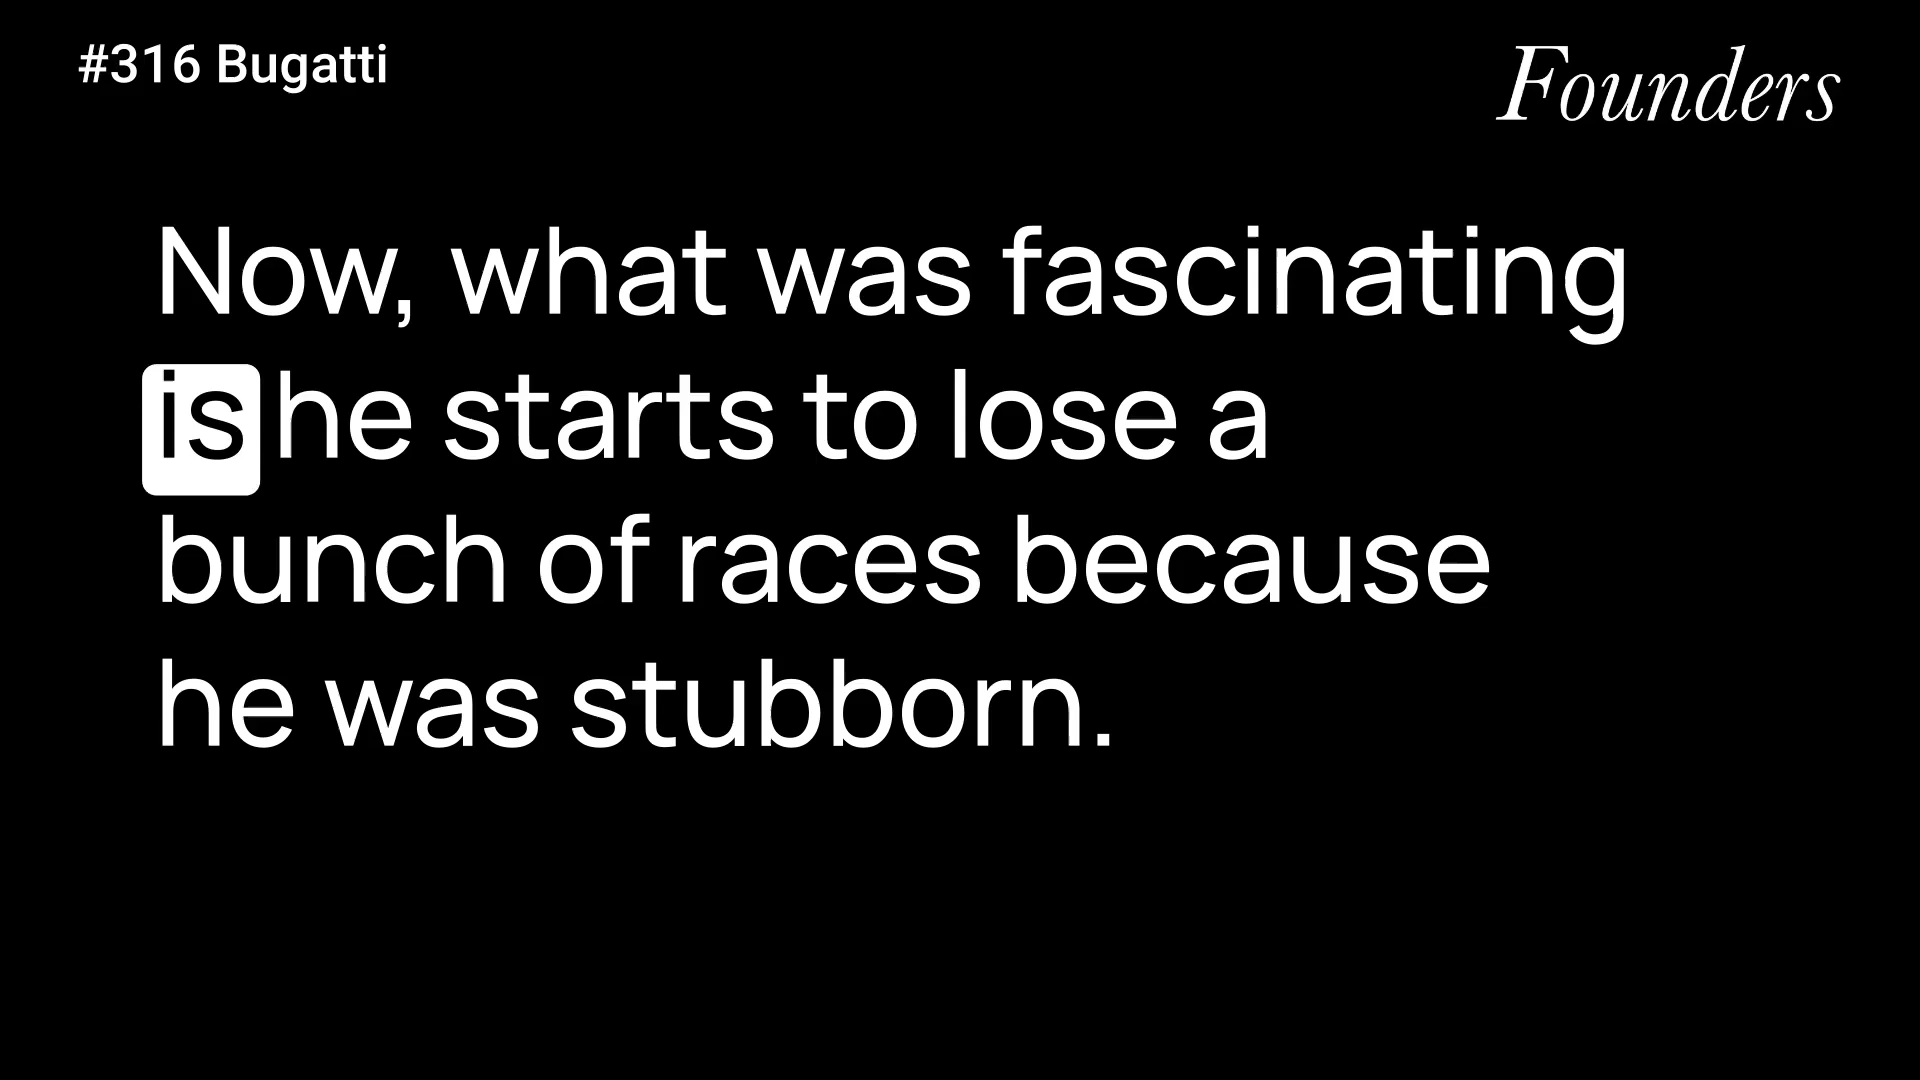 #316 Bugatti
Founders
Now, what was fascinating
is he starts to lose a
bunch of races because
he was stubborn.